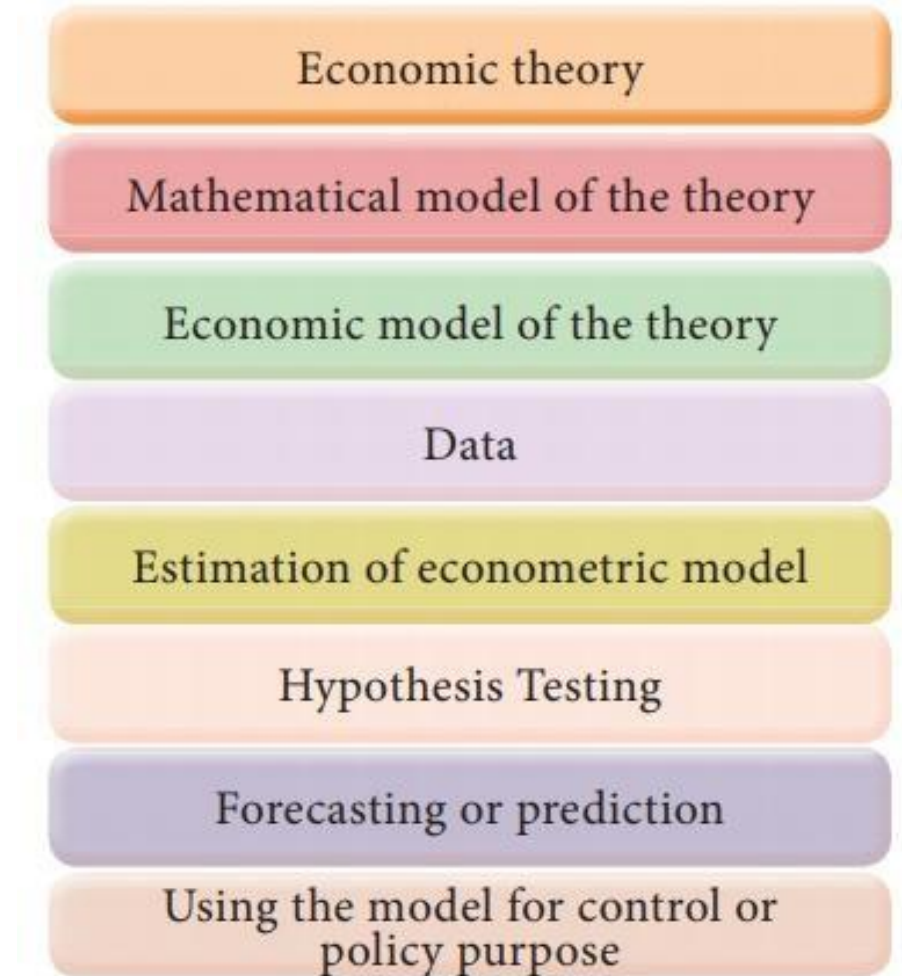 Economic theory
Mathematical model of the theory
Economic model of the theory
Data
Estimation of econometric model
Hypothesis Testing
Forecasting or prediction
Using the model for control or
policy purpose